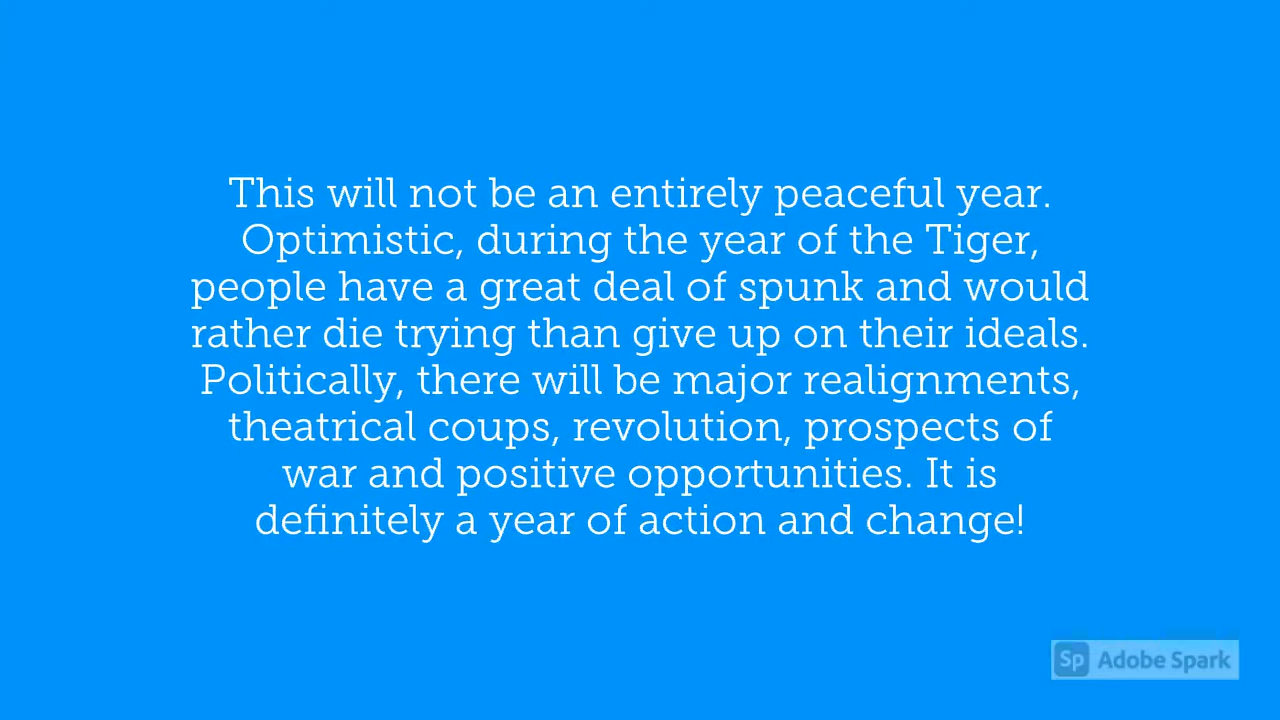 This will not be an entirely peaceful year.
Optimistic, during the year of the Tiger,
people have a great deal of spunk and would
rather die trying than give up on their ideals.
Politically, there will be major realignments,
theatrical coups, revolution, prospects of
war and positive opportunities. It is
definitely a year of action and change!
Sp Adobe Spark